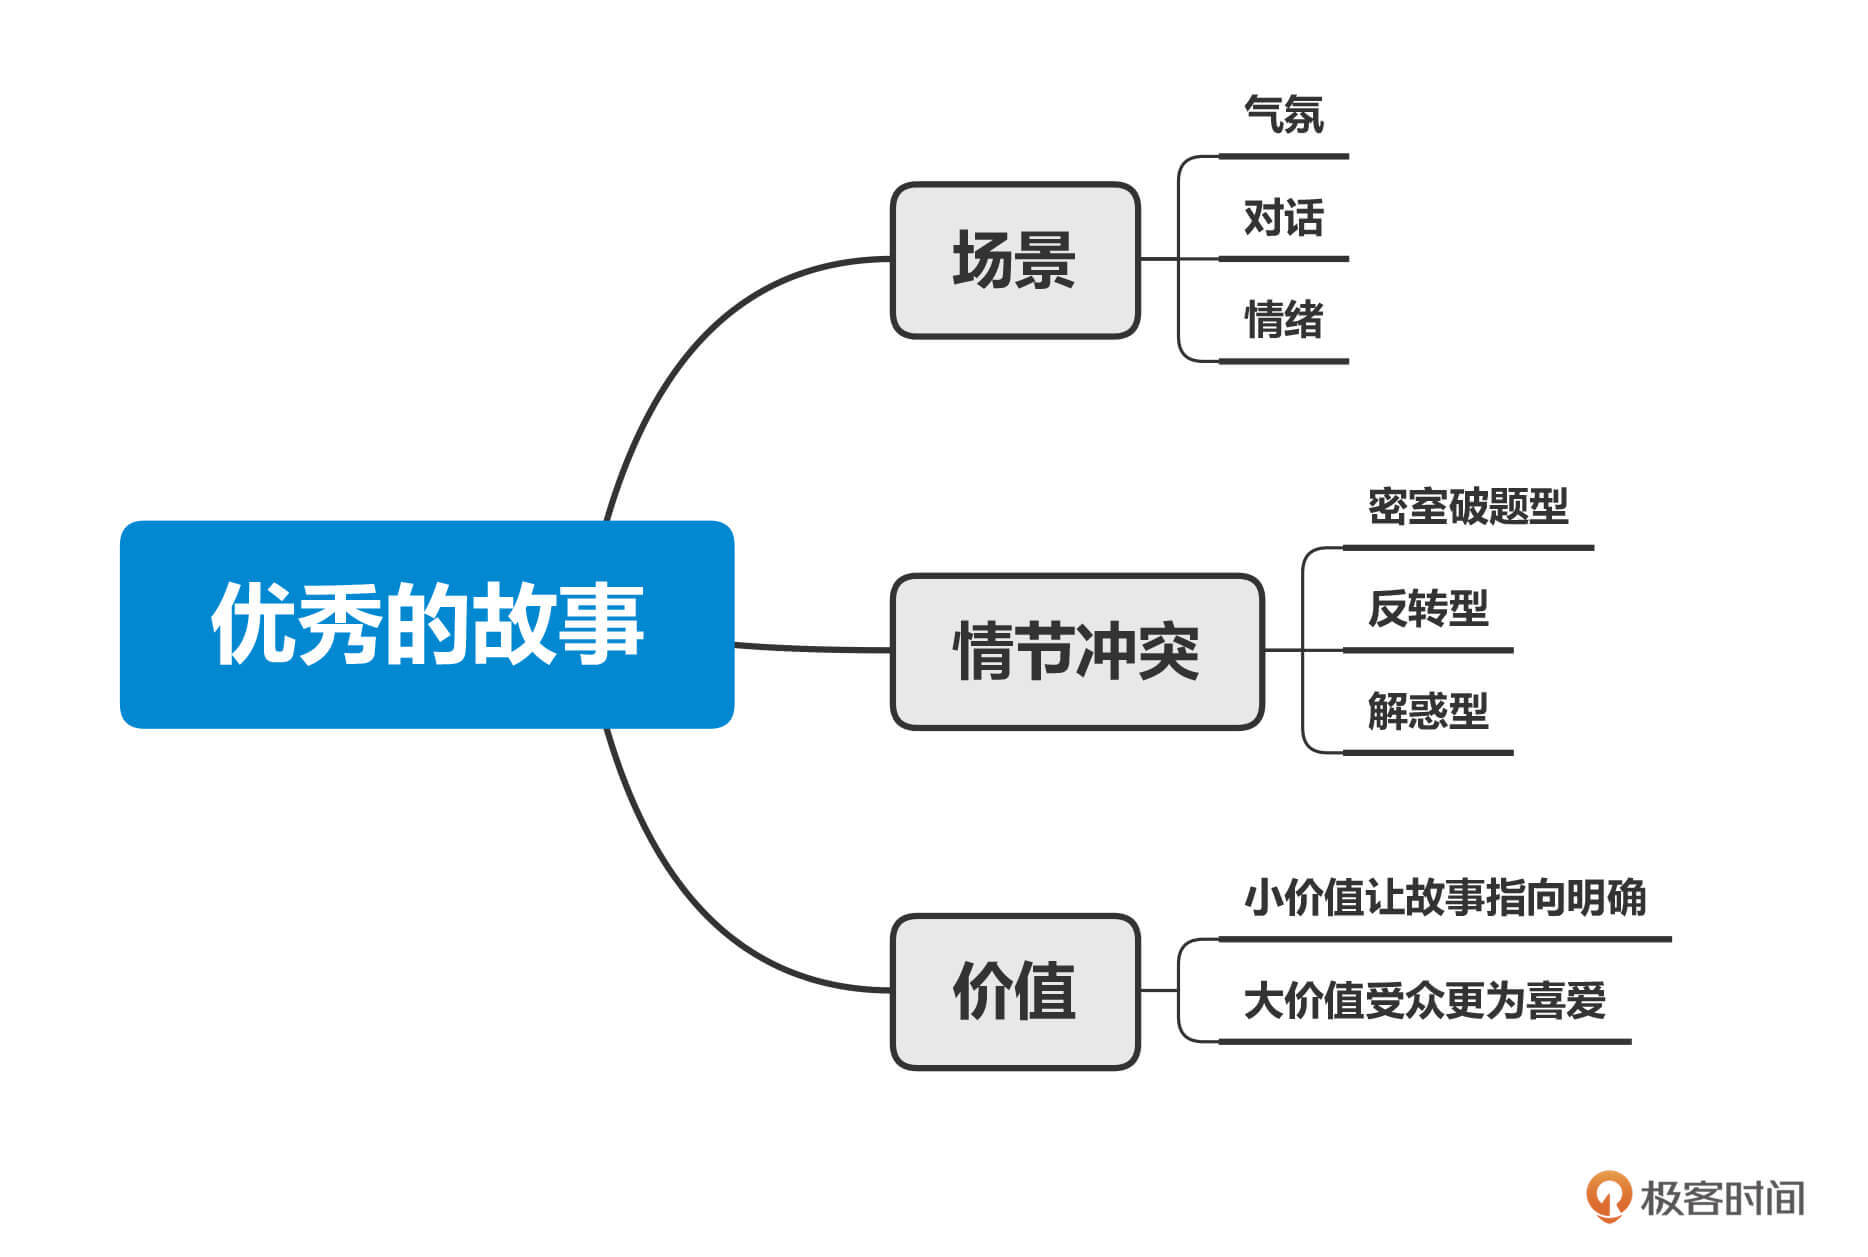 优秀的故事
场景
气氛
对话
情绪
情节冲突
密室破题型
反转型
解惑型
价值
小价值让故事指向明确
大价值受众更为喜爱
极客时间